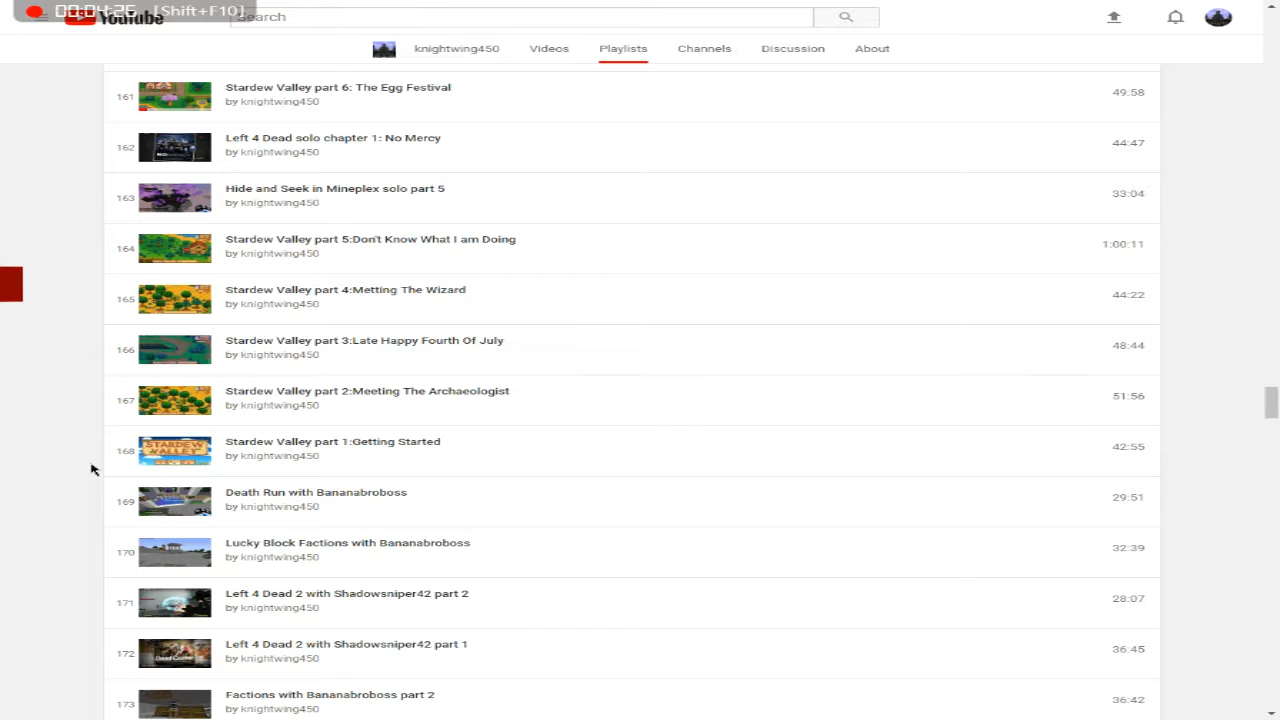 00:04:26 [Shift+F10]
YouTube
Search
knightwing450 Videos Playlists Channels Discussion About
161 Stardew Valley part 6: The Egg Festival 49:58
by knightwing450
162 Left 4 Dead solo chapter 1: No Mercy 44:47
by knightwing450
163 Hide and Seek in Mineplex solo part 5 33:04
by knightwing450
164 Stardew Valley part 5:Don't Know What I am Doing 1:00:11
by knightwing450
165 Stardew Valley part 4:Metting The Wizard 44:22
by knightwing450
166 Stardew Valley part 3:Late Happy Fourth Of July 48:44
by knightwing450
167 Stardew Valley part 2:Meeting The Archaeologist 51:56
by knightwing450
STARDEW
VALLEY
168 Stardew Valley part 1:Getting Started 42:55
by knightwing450
169 Death Run with Bananabroboss 29:51
by knightwing450
170 Lucky Block Factions with Bananabroboss 32:39
by knightwing450
171 Left 4 Dead 2 with Shadowsniper42 part 2 28:07
by knightwing450
172 Left 4 Dead 2 with Shadowsniper42 part 1 36:45
by knightwing450
173 Factions with Bananabroboss part 2 36:42
by knightwing450